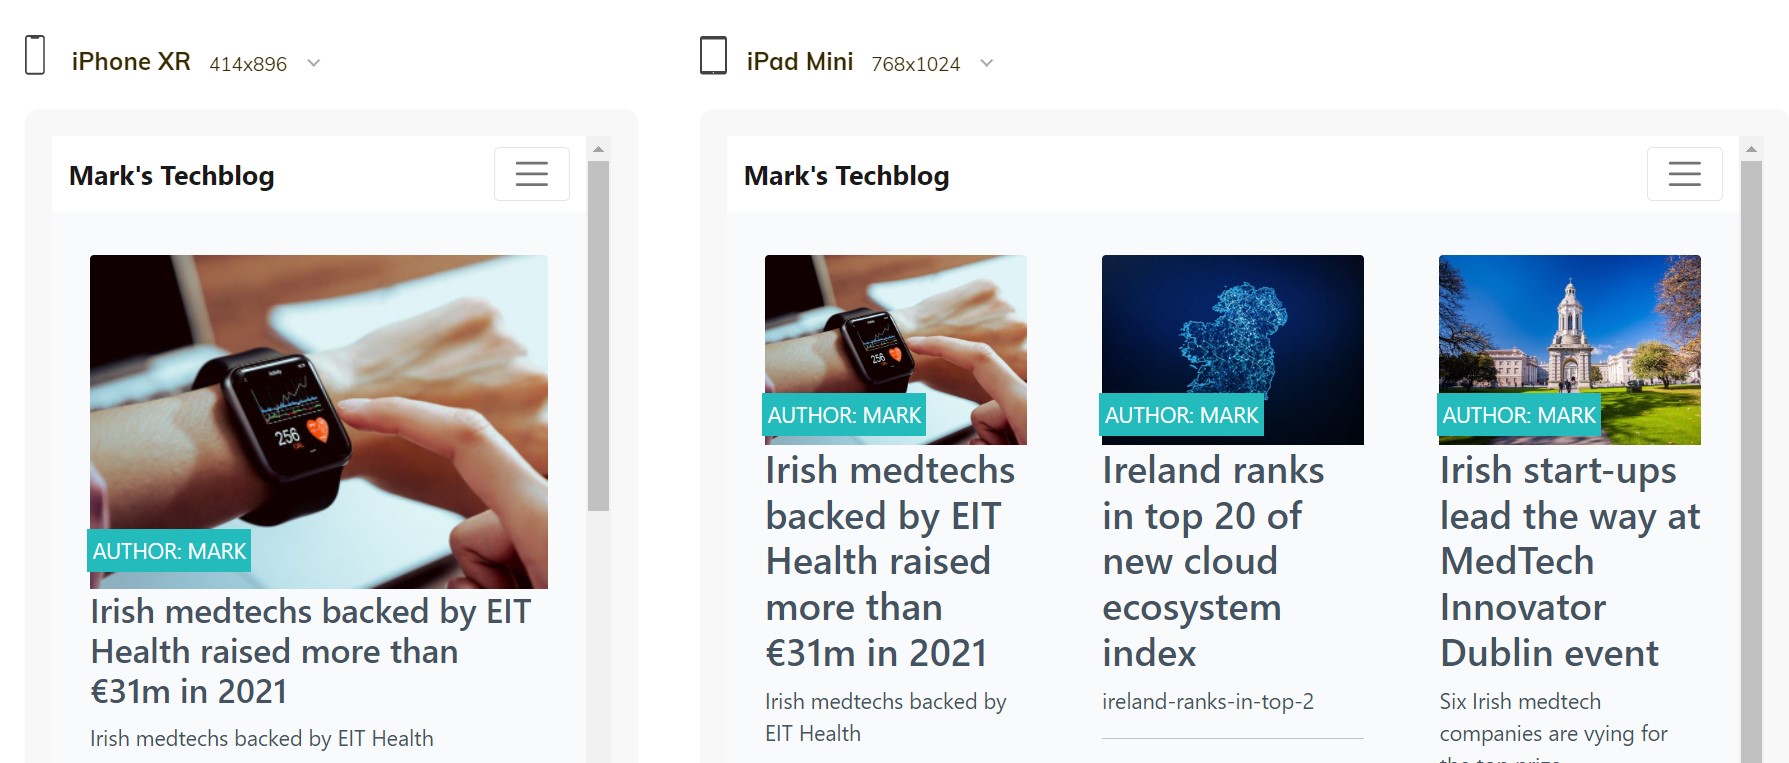 iPhone XR 414x896
Mark's Techblog
256
AUTHOR: MARK
Irish medtechs backed by EIT
Health raised more than
€31m in 2021
Irish medtechs backed by EIT Health
iPad Mini 768x1024
Mark's Techblog
256
AUTHOR: MARK
Irish medtechs
backed by EIT
Health raised
more than
€31m in 2021
Irish medtechs backed by
EIT Health
AUTHOR: MARK
Ireland ranks
in top 20 of
new cloud
ecosystem
index
ireland-ranks-in-top-2
AUTHOR: MARK
Irish start-ups
lead the way at
MedTech
Innovator
Dublin event
Six Irish medtech
companies are vying for
the top prize